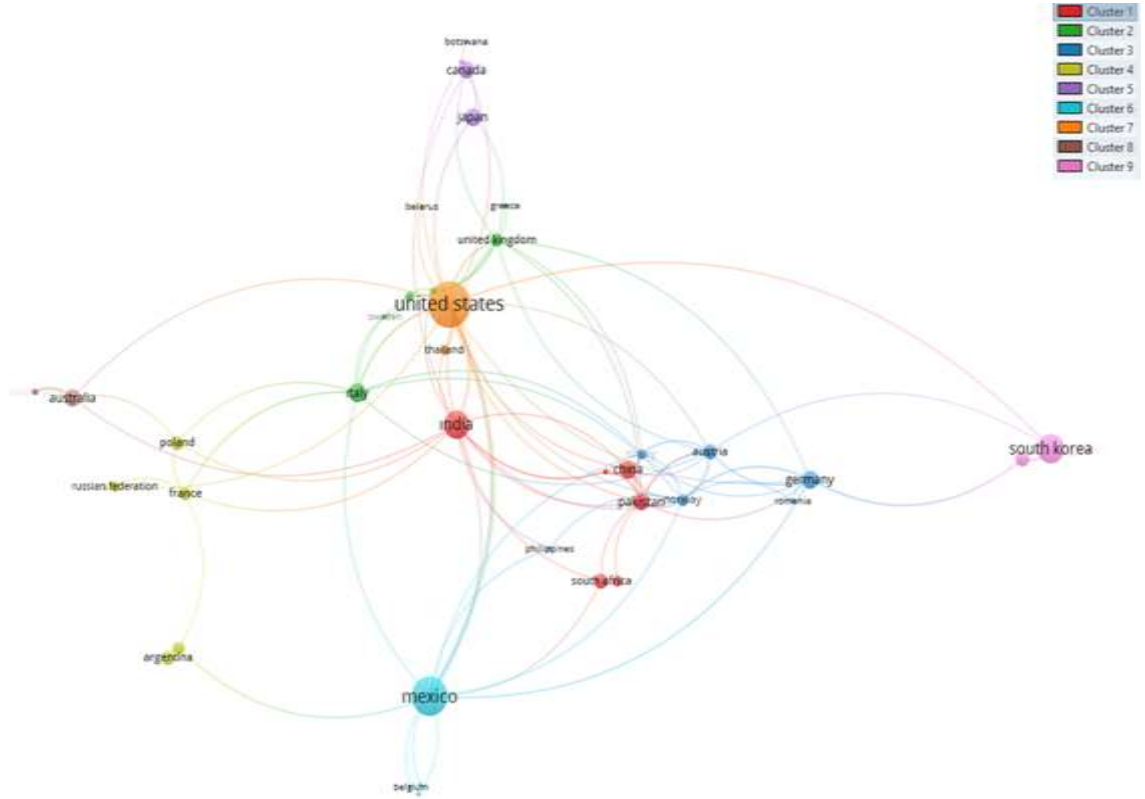 Cluster 1
Cluster 2
Cluster 3
Cluster 4
Cluster 5
Cluster 6
Cluster 7
Cluster 8
Cluster 9
botswana
canada
japan
belarus
greece
united kingdom
united states
thailand
italy
australia
india
poland
russian federation
france
china
austria
pakistan
norway
germany
romania
south korea
philippines
south africa
argentina
mexico
belgium